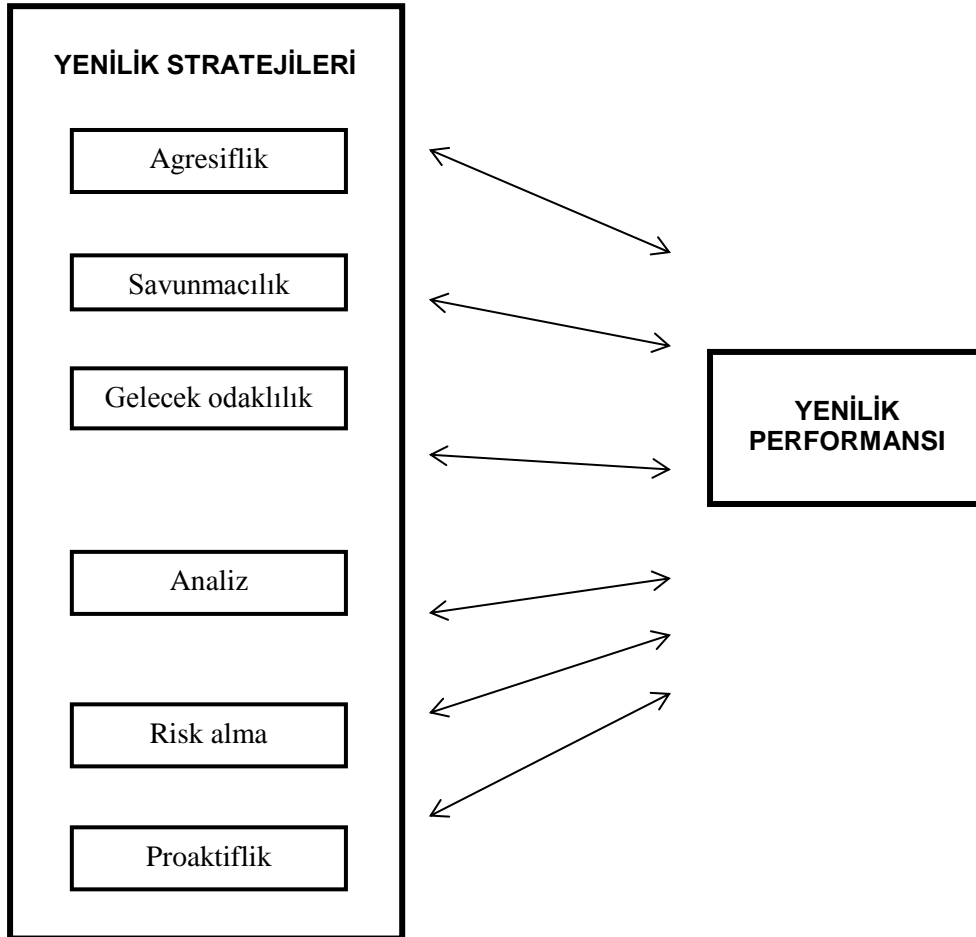 YENİLİK STRATEJİLERİ
Agresiflik
Savunmacılık
Gelecek odaklılık
Analiz
Risk alma
Proaktiflik
YENİLİK
PERFORMANSI